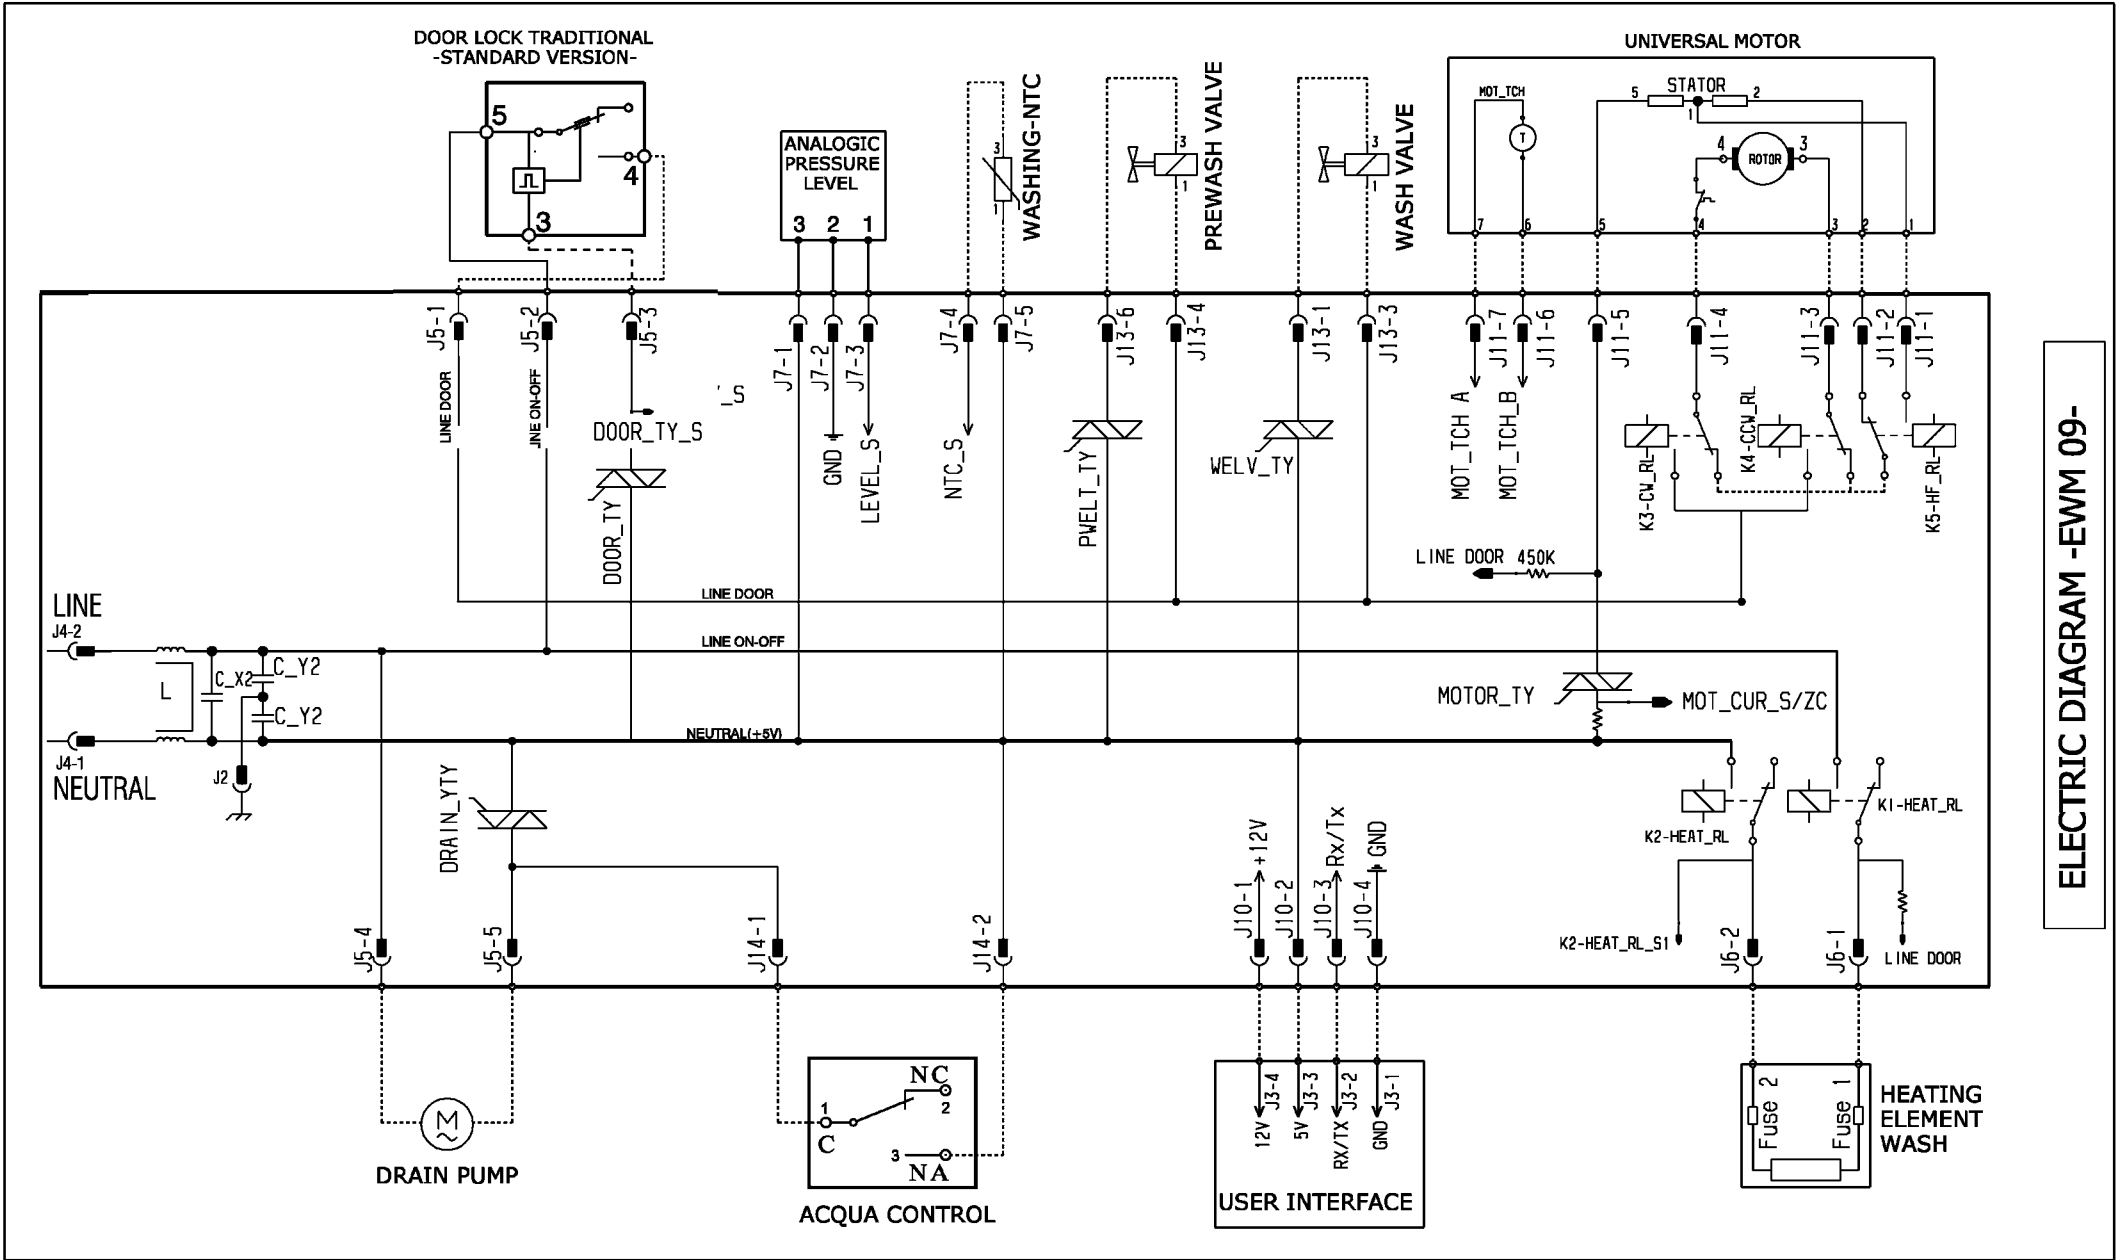 DOOR LOCK TRADITIONAL
-STANDARD VERSION-
5
4
3
ANALOGIC
PRESSURE
LEVEL
3 2 1
WASHING-NTC
3
1
PREWASH VALVE
3
1
WASH VALVE
3
1
UNIVERSAL MOTOR
MOT_TCH
T
STATOR
5
2
1
4
ROTOR
3
7
6
5
4
3
2
1
J5-1
J5-2
J5-3
J7-1
J7-2
J7-3
J7-4
J7-5
J13-6
J13-4
J13-1
J13-3
J11-7
J11-6
J11-5
J11-4
J11-3
J11-2
J11-1
LINE DOOR
INE ON-OFF
DOOR_TY_S
'_S
DOOR_TY
GND
LEVEL_S
NTC_S
PWELT_TY
WELV_TY
MOT_TCH A
MOT_TCH_B
K3-CW_RL
K4-CCW_RL
K5-HF_RL
LINE DOOR 450K
LINE DOOR
LINE
J4-2
LINE ON-OFF
L
C_X2
C_Y2
C_Y2
MOTOR_TY
MOT_CUR_S/ZC
NEUTRAL(+5V)
J4-1
NEUTRAL
J2
DRAIN_YTY
K2-HEAT_RL
K1-HEAT_RL
+12V
Rx/Tx
GND
K2-HEAT_RL_S1
LINE DOOR
J5-4
J5-5
J14-1
J14-2
J10-1
J10-2
J10-3
J10-4
J6-2
J6-1
M
DRAIN PUMP
NC
1
2
C
3
NA
ACQUA CONTROL
J3-4
J3-3
J3-2
J3-1
12V
5V
RX/TX
GND
USER INTERFACE
2
1
Fuse
Fuse
HEATING
ELEMENT
WASH
ELECTRIC DIAGRAM -EWM 09-